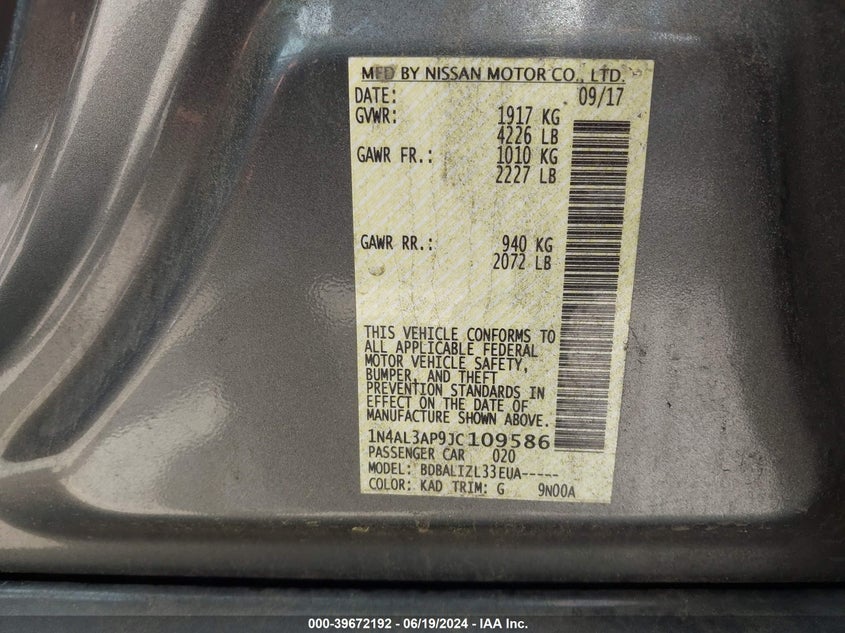 MFD BY NISSAN MOTOR CO., LTD.
DATE: 09/17
GVWR: 1917 KG
4226 LB
GAWR FR.: 1010 KG
2227 LB
GAWR RR.: 940 KG
2072 LB
THIS VEHICLE CONFORMS TO
ALL APPLICABLE FEDERAL
MOTOR VEHICLE SAFETY,
BUMPER, AND THEFT
PREVENTION STANDARDS IN
EFFECT ON THE DATE OF
MANUFACTURE SHOWN ABOVE.
1N4AL3AP9JC109586
PASSENGER CAR 020
MODEL: BDBALIZL33EUA-----
COLOR: KAD TRIM: G 9N00A
000-39672192 - 06/19/2024 - IAA Inc.